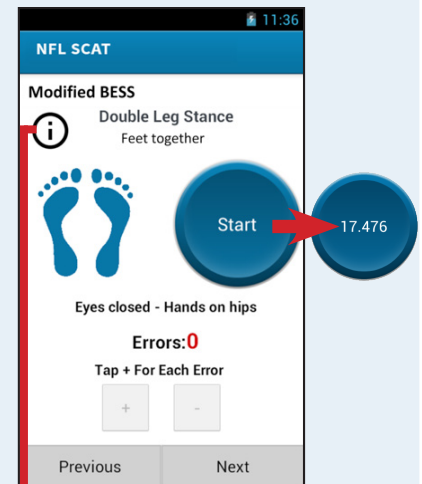 11:36
NFL SCAT
Modified BESS
Double Leg Stance
Feet together
Start
17.476
Eyes closed - Hands on hips
Errors:0
Tap + For Each Error
+ -
Previous Next